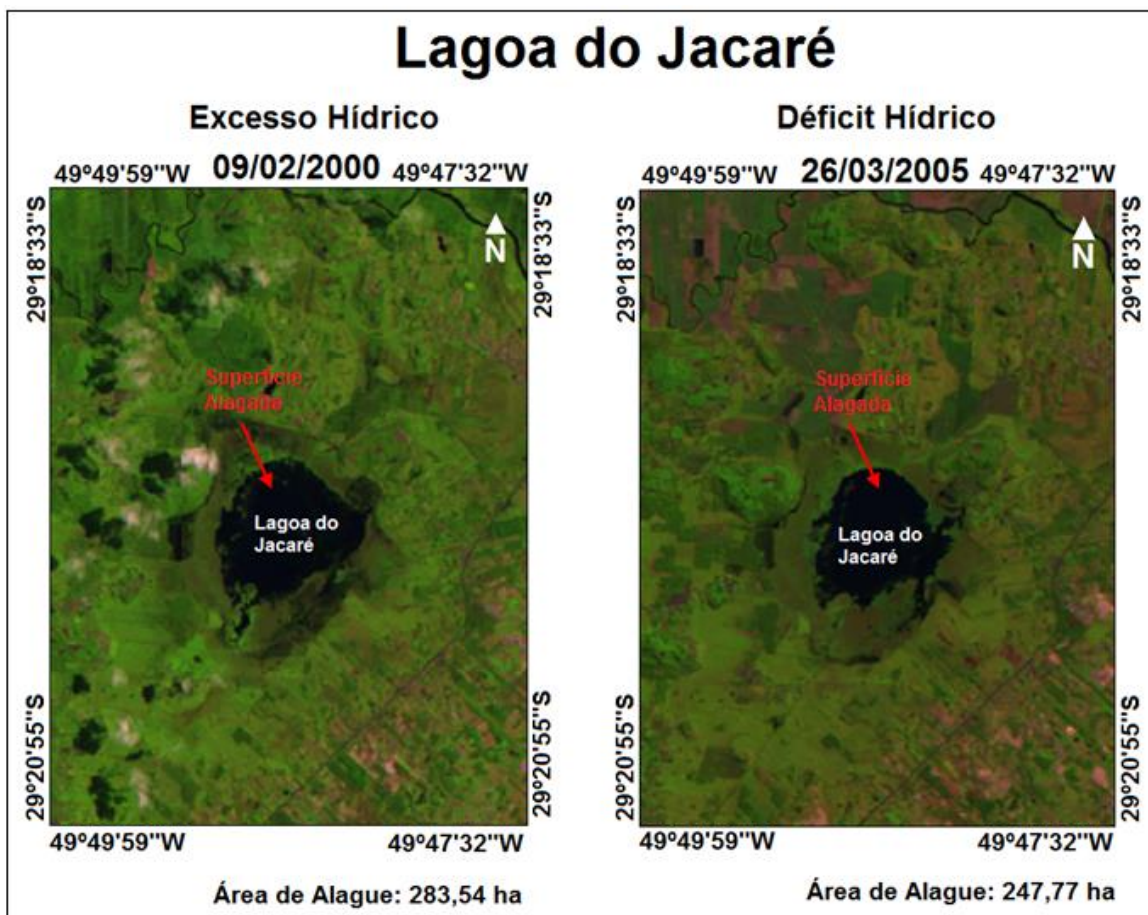 Lagoa do Jacaré
Excesso Hídrico
09/02/2000
49º49'59"W
49º47'32"W
29º18'33"S
29º18'33"S
N
Superfície
Alagada
Lagoa do
Jacaré
29º20'55"S
29º20'55"S
49º49'59"W
49º47'32"W
Área de Alague: 283,54 ha
Déficit Hídrico
26/03/2005
49º49'59"W
49º47'32"W
29º18'33"S
29º18'33"S
N
Superfície
Alagada
Lagoa do
Jacaré
29º20'55"S
29º20'55"S
49º49'59"W
49º47'32"W
Área de Alague: 247,77 ha